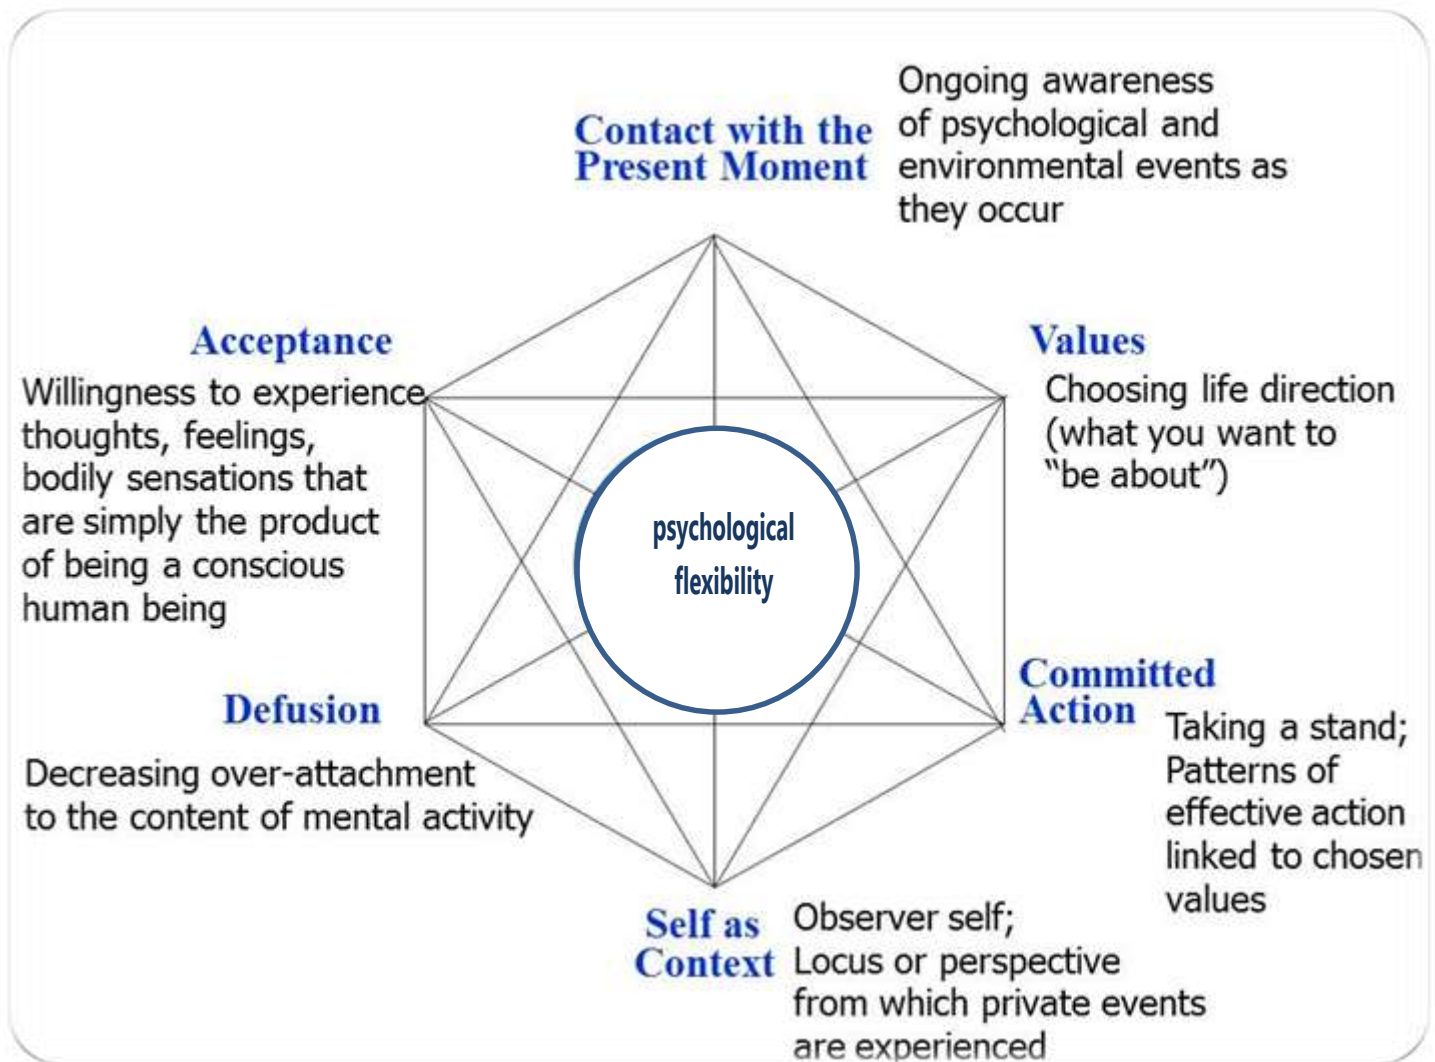 Contact with the
Present Moment
Ongoing awareness
of psychological and
environmental events as
they occur
Acceptance
Willingness to experience
thoughts, feelings,
bodily sensations that
are simply the product
of being a conscious
human being
Values
Choosing life direction
(what you want to
“be about”)
psychological
flexibility
Defusion
Decreasing over-attachment
to the content of mental activity
Committed
Action
Taking a stand;
Patterns of
effective action
linked to chosen
values
Self as
Context
Observer self;
Locus or perspective
from which private events
are experienced